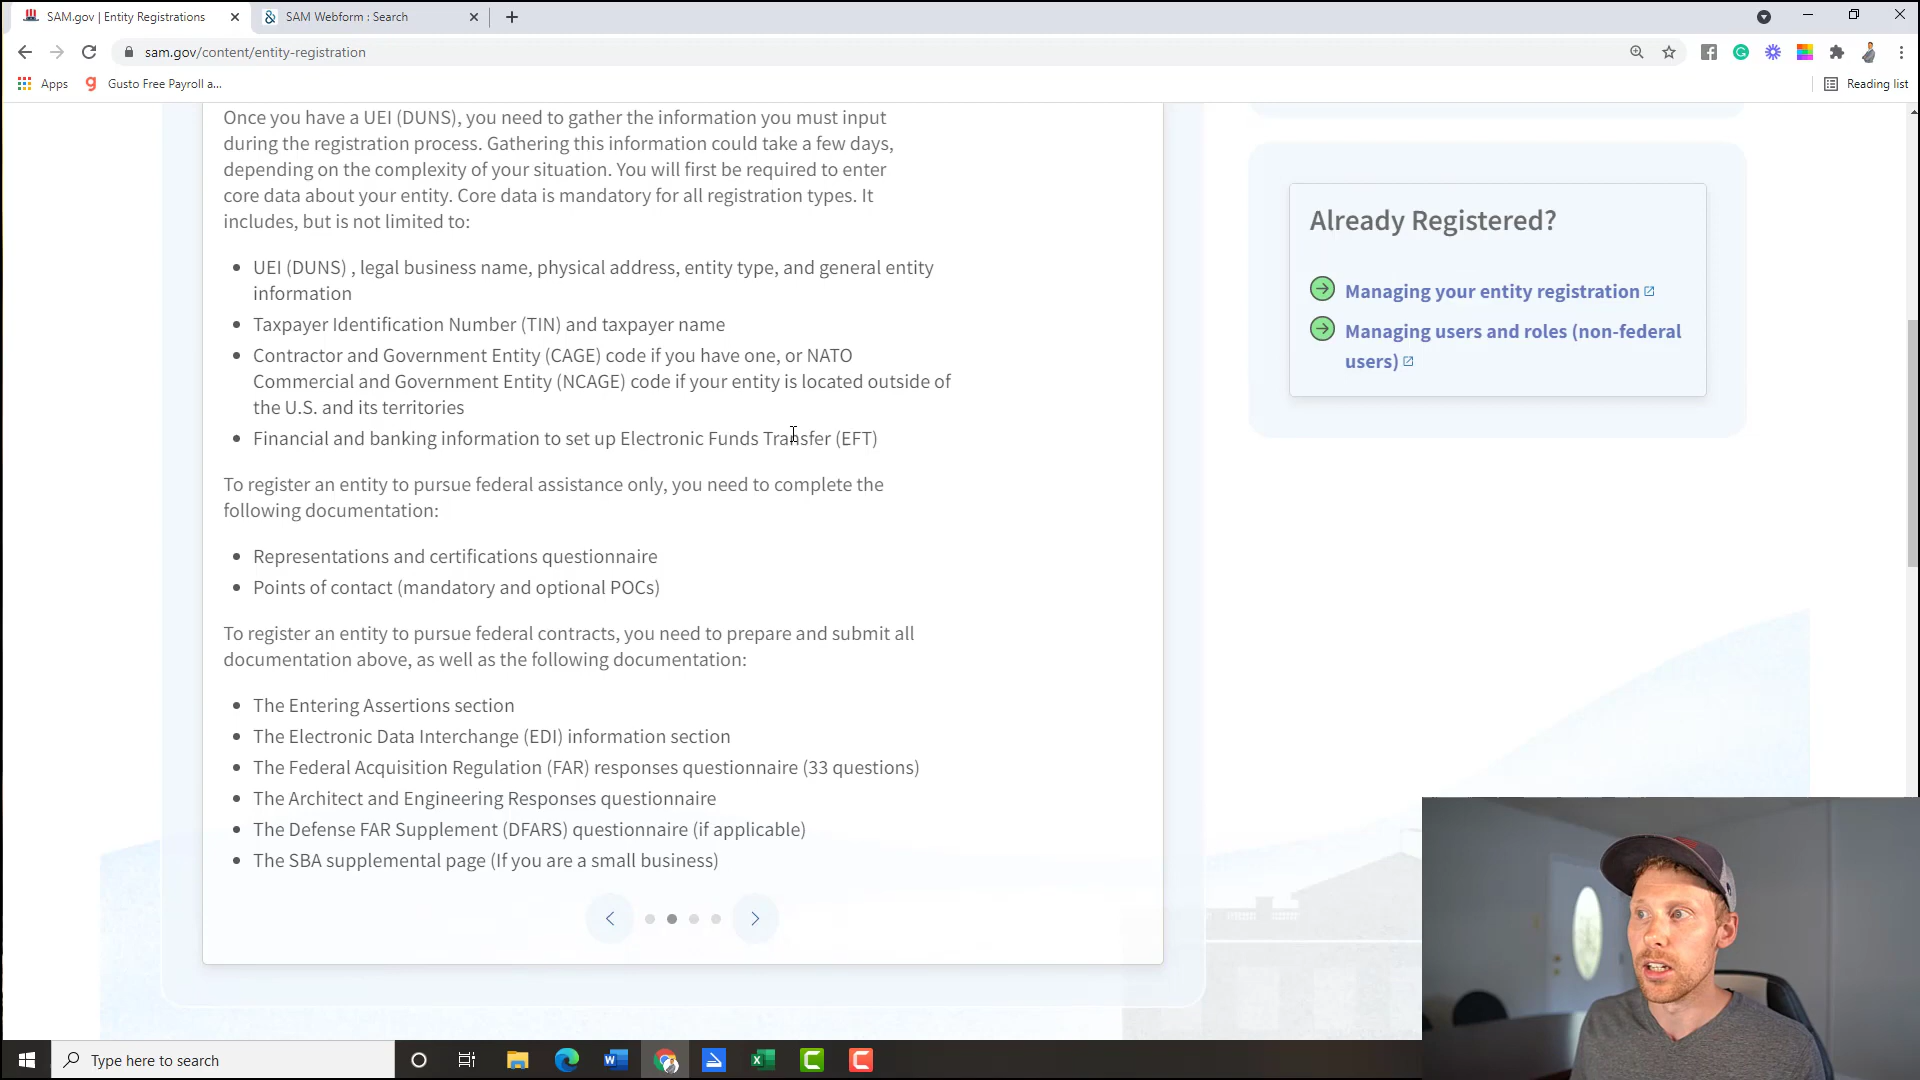 SAM.gov | Entity Registrations
SAM Webform : Search
sam.gov/content/entity-registration
Apps
Gusto Free Payroll a...
Reading list
Once you have a UEI (DUNS), you need to gather the information you must input
during the registration process. Gathering this information could take a few days,
depending on the complexity of your situation. You will first be required to enter
core data about your entity. Core data is mandatory for all registration types. It
includes, but is not limited to:
UEI (DUNS) , legal business name, physical address, entity type, and general entity
information
Taxpayer Identification Number (TIN) and taxpayer name
Contractor and Government Entity (CAGE) code if you have one, or NATO
Commercial and Government Entity (NCAGE) code if your entity is located outside of
the U.S. and its territories
Financial and banking information to set up Electronic Funds Transfer (EFT)
To register an entity to pursue federal assistance only, you need to complete the
following documentation:
Representations and certifications questionnaire
Points of contact (mandatory and optional POCs)
To register an entity to pursue federal contracts, you need to prepare and submit all
documentation above, as well as the following documentation:
The Entering Assertions section
The Electronic Data Interchange (EDI) information section
The Federal Acquisition Regulation (FAR) responses questionnaire (33 questions)
The Architect and Engineering Responses questionnaire
The Defense FAR Supplement (DFARS) questionnaire (if applicable)
The SBA supplemental page (If you are a small business)
Already Registered?
Managing your entity registration
Managing users and roles (non-federal
users)
Type here to search